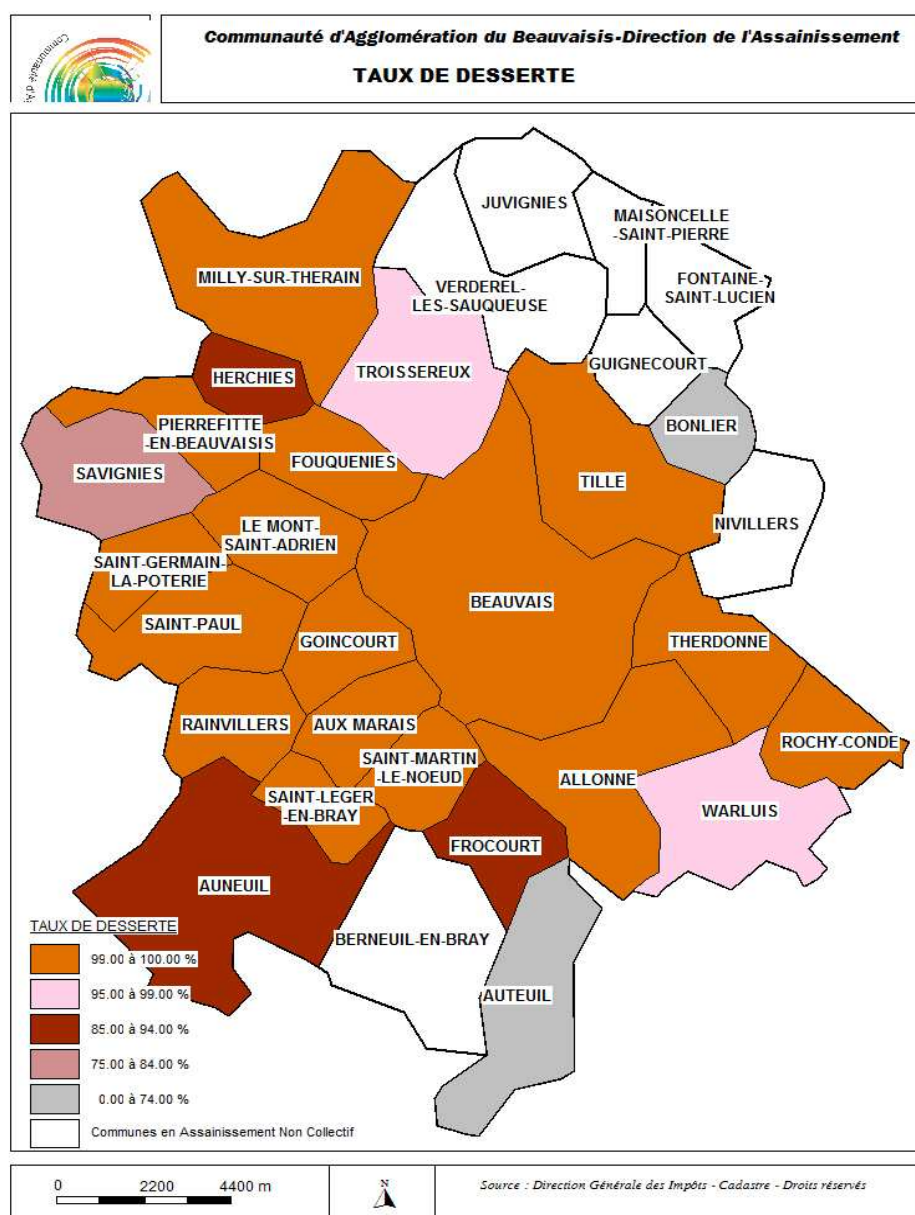 Communauté d'Agglomération du Beauvaisis-Direction de l'Assainissement
TAUX DE DESSERTE
Communauté d'A
JUVIGNIES
MAISONCELLE
-SAINT-PIERRE
MILLY-SUR-THERAIN
VERDEREL-
LES-SAUQUEUSE
FONTAINE-
SAINT-LUCIEN
HERCHIES
TROISSEREUX
GUIGNECOURT
PIERREFITTE
-EN-BEAUVAISIS
BONLIER
SAVIGNIES
FOUQUENIES
TILLE
LE MONT-
SAINT-ADRIEN
NIVILLERS
SAINT-GERMAIN-
LA-POTERIE
BEAUVAIS
SAINT-PAUL
GOINCOURT
THERDONNE
RAINVILLERS
AUX MARAIS
ROCHY-CONDE
SAINT-MARTIN
-LE-NOEUD
ALLONNE
SAINT-LEGER
-EN-BRAY
WARLUIS
FROCOURT
AUNEUIL
BERNEUIL-EN-BRAY
AUTEUIL
TAUX DE DESSERTE
99.00 à 100.00 %
95.00 à 99.00 %
85.00 à 94.00 %
75.00 à 84.00 %
0.00 à 74.00 %
Communes en Assainissement Non Collectif
0 2200 4400 m
N
Source : Direction Générale des Impôts - Cadastre - Droits réservés